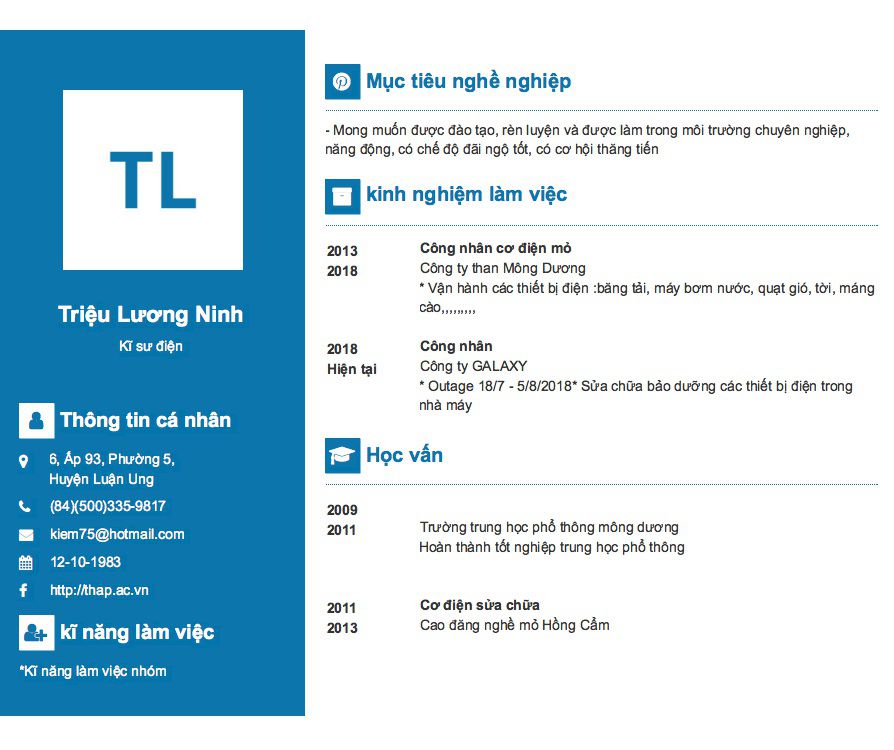 TL
Triệu Lương Ninh
Kĩ sư điện
Thông tin cá nhân
6, Ấp 93, Phường 5,
Huyện Luận Ung
(84)(500)335-9817
kiem75@hotmail.com
12-10-1983
http://thap.ac.vn
kĩ năng làm việc
*Kĩ năng làm việc nhóm
Mục tiêu nghề nghiệp
- Mong muốn được đào tạo, rèn luyện và được làm trong môi trường chuyên nghiệp,
năng động, có chế độ đãi ngộ tốt, có cơ hội thăng tiến
kinh nghiệm làm việc
2013
2018
Công nhân cơ điện mỏ
Công ty than Mông Dương
* Vận hành các thiết bị điện :băng tải, máy bơm nước, quạt gió, tời, máng
cào,,,,,,,,,
2018
Hiện tại
Công nhân
Công ty GALAXY
* Outage 18/7 - 5/8/2018* Sửa chữa bảo dưỡng các thiết bị điện trong
nhà máy
Học vấn
2009
2011
Trường trung học phổ thông mông dương
Hoàn thành tốt nghiệp trung học phổ thông
2011
2013
Cơ điện sửa chữa
Cao đăng nghề mỏ Hồng Cẩm